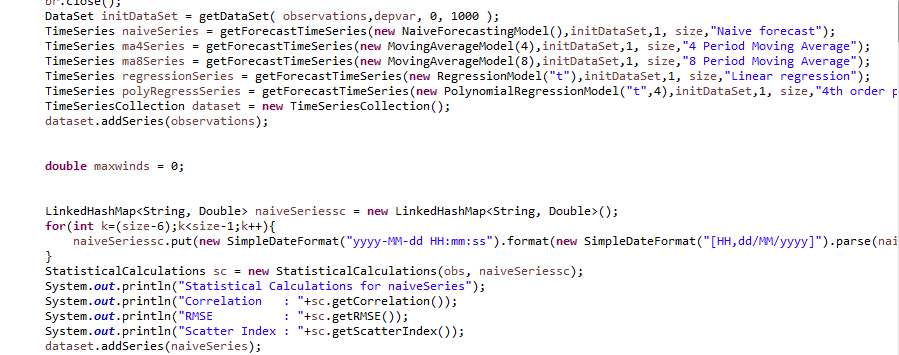 br.close();
DataSet initDataSet = getDataSet( observations,depvar, 0, 1000 );
TimeSeries naiveSeries = getForecastTimeSeries(new NaiveForecastingModel(),initDataSet,1, size,"Naive forecast");
TimeSeries ma4Series = getForecastTimeSeries(new MovingAverageModel(4),initDataSet,1, size,"4 Period Moving Average");
TimeSeries ma8Series = getForecastTimeSeries(new MovingAverageModel(8),initDataSet,1, size,"8 Period Moving Average");
TimeSeries regressionSeries = getForecastTimeSeries(new RegressionModel("t"),initDataSet,1, size,"Linear regression");
TimeSeries polyRegressSeries = getForecastTimeSeries(new PolynomialRegressionModel("t",4),initDataSet,1, size,"4th order p
TimeSeriesCollection dataset = new TimeSeriesCollection();
dataset.addSeries(observations);
double maxwinds = 0;
LinkedHashMap<String, Double> naiveSeriessc = new LinkedHashMap<String, Double>();
for(int k=(size-6);k<size-1;k++){
naiveSeriessc.put(new SimpleDateFormat("yyyy-MM-dd HH:mm:ss").format(new SimpleDateFormat("[HH,dd/MM/yyyy]").parse(nai
}
StatisticalCalculations sc = new StatisticalCalculations(obs, naiveSeriessc);
System.out.println("Statistical Calculations for naiveSeries");
System.out.println("Correlation   : "+sc.getCorrelation());
System.out.println("RMSE          : "+sc.getRMSE());
System.out.println("Scatter Index : "+sc.getScatterIndex());
dataset.addSeries(naiveSeries);